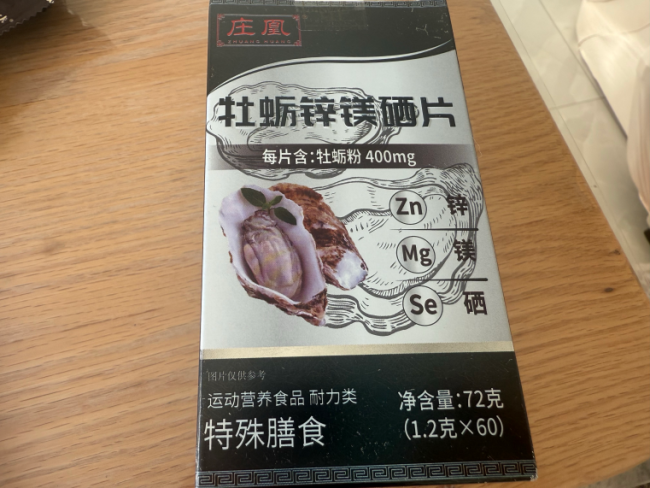 庄凰
ZHUANG HUANG
牡蛎锌镁硒片
每片含:牡蛎粉 400mg
Zn 锌
Mg 镁
Se 硒
图片仅供参考
运动营养食品 耐力类
特殊膳食
净含量:72克
(1.2克×60)